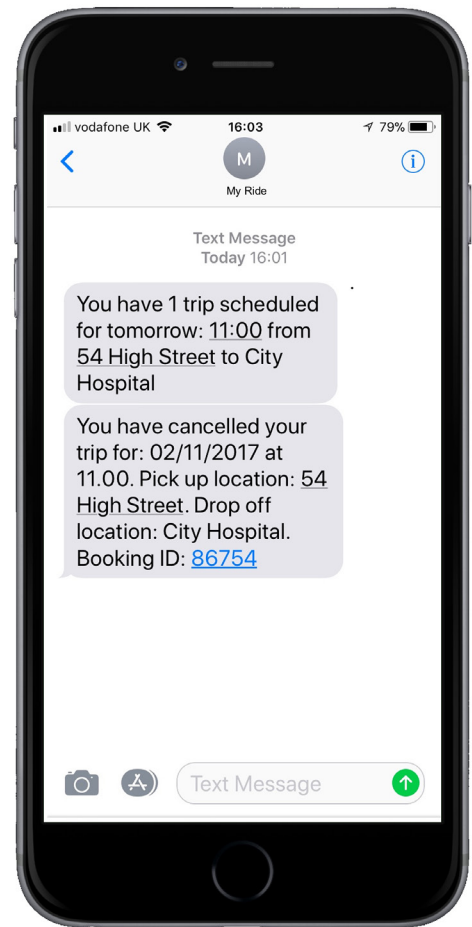 vodafone UK 16:03 79%
M
My Ride
Text Message
Today 16:01
You have 1 trip scheduled
for tomorrow: 11:00 from
54 High Street to City
Hospital
You have cancelled your
trip for: 02/11/2017 at
11.00. Pick up location: 54
High Street. Drop off
location: City Hospital.
Booking ID: 86754
Text Message